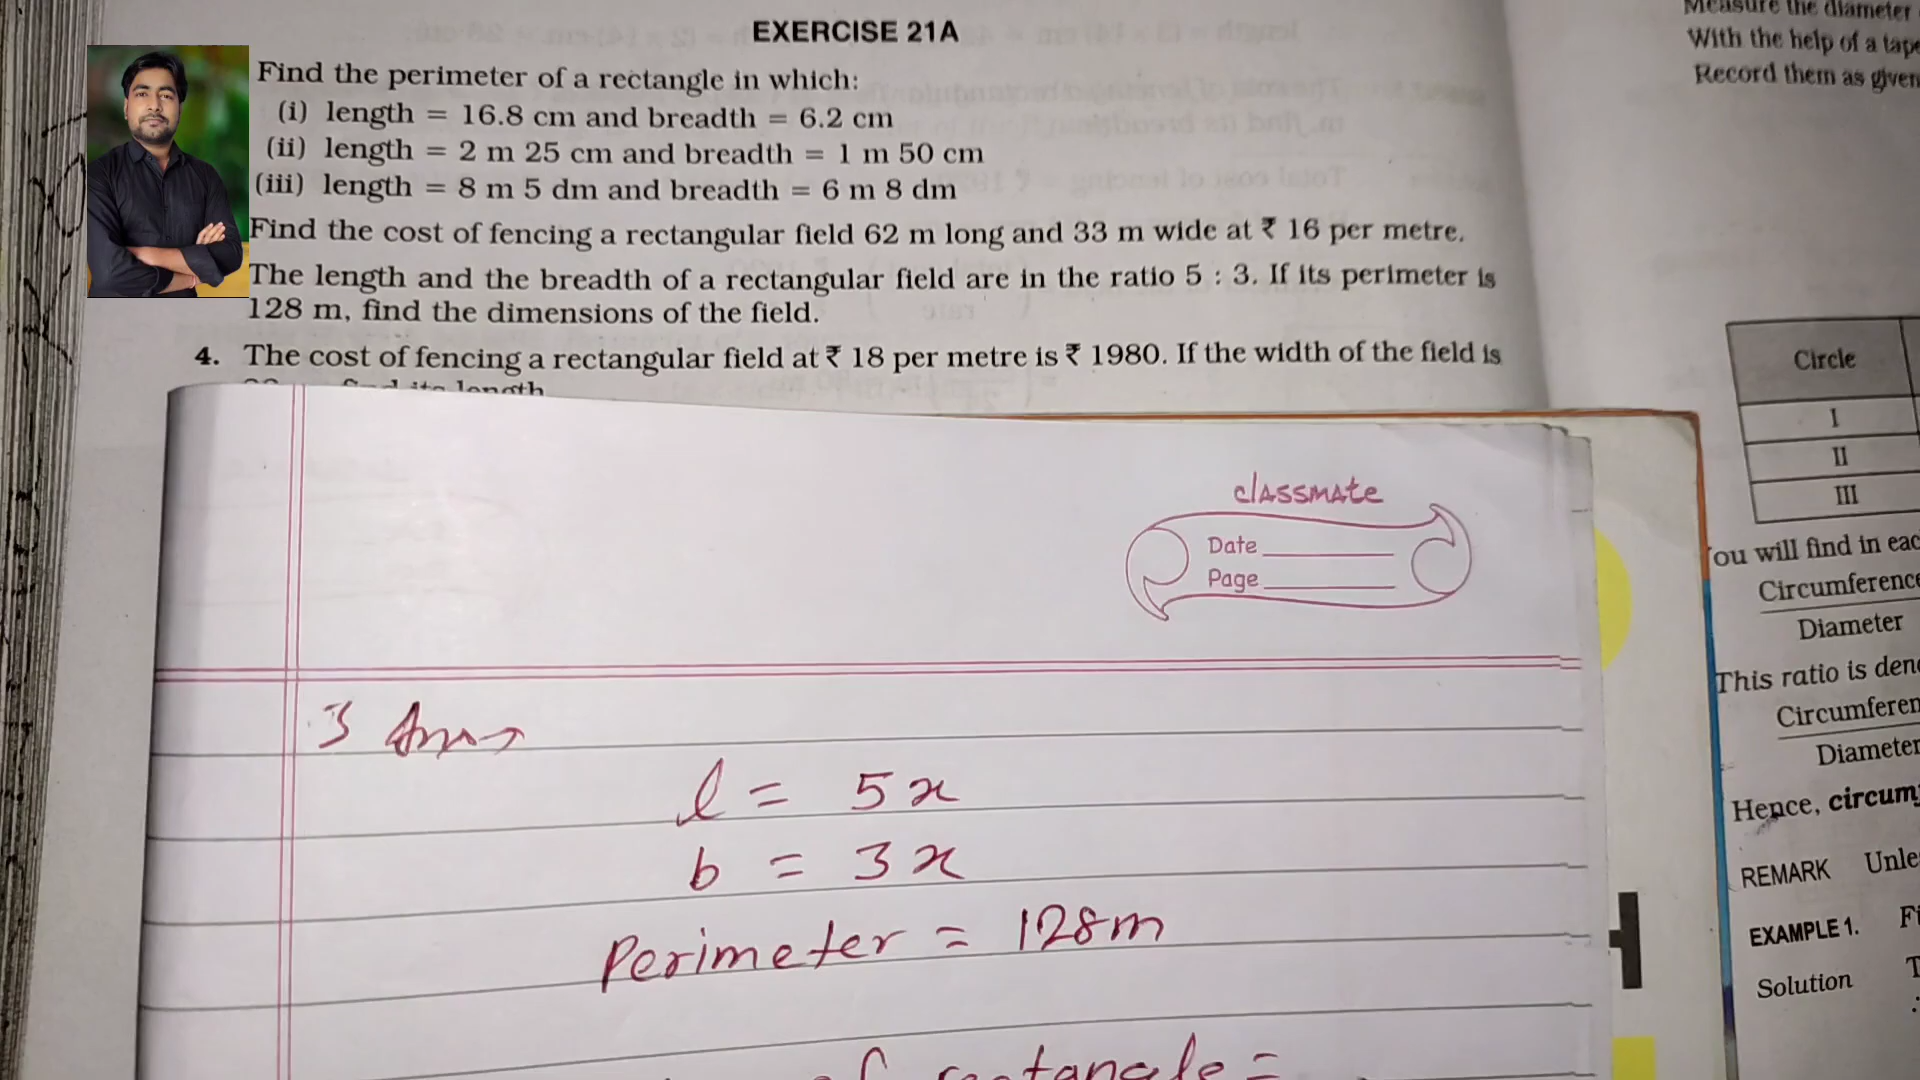 EXERCISE 21A
Find the perimeter of a rectangle in which:
(i) length = 16.8 cm and breadth = 6.2 cm
(ii) length = 2 m 25 cm and breadth = 1 m 50 cm
(iii) length = 8 m 5 dm and breadth = 6 m 8 dm
Find the cost of fencing a rectangular field 62 m long and 33 m wide at ₹ 16 per metre.
The length and the breadth of a rectangular field are in the ratio 5 : 3. If its perimeter is
128 m, find the dimensions of the field.
4. The cost of fencing a rectangular field at ₹ 18 per metre is ₹ 1980. If the width of the field is
find its length
classmate
Date
Page
3 Ans→
l = 5x
b = 3x
Perimeter = 128m
of rectangle =
Measure the diameter
With the help of a tape
Record them as given
Circle
I
II
III
ou will find in eac
Circumference
Diameter
This ratio is den
Circumferen
Diameter
Hence, circum
REMARK Unle
EXAMPLE 1. Fi
Solution T